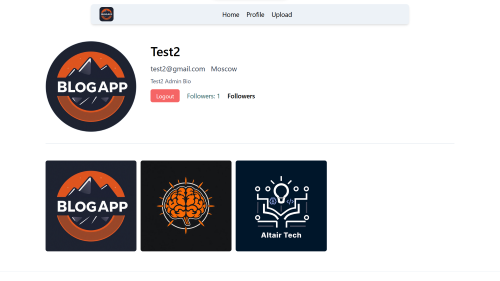 Home Profile Upload
BLOGAPP
Test2
test2@gmail.com Moscow
Test2 Admin Bio
Logout Followers: 1 Followers
BLOGAPP
Altair Tech